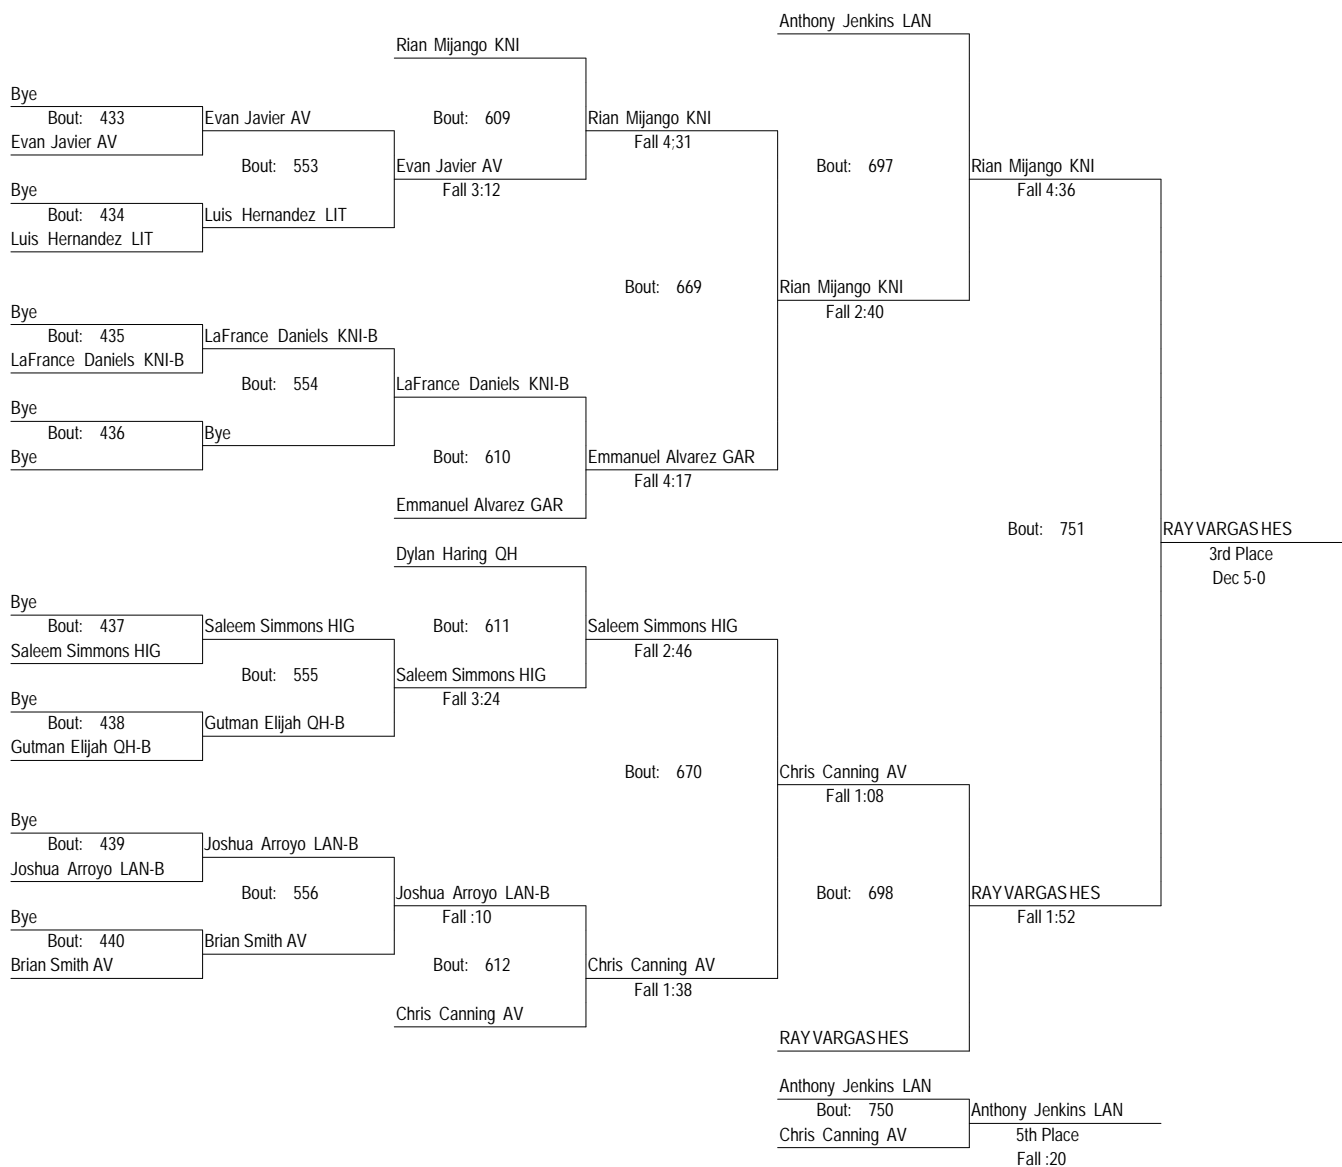 Anthony Jenkins LAN
Rian Mijango KNI
Bye
Bout: 433
Evan Javier AV
Evan Javier AV
Bout: 609
Rian Mijango KNI
Fall 4;31
Bout: 553
Evan Javier AV
Fall 3:12
Bout: 697
Rian Mijango KNI
Fall 4:36
Bye
Bout: 434
Luis Hernandez LIT
Luis Hernandez LIT
Bout: 669
Rian Mijango KNI
Fall 2:40
Bye
Bout: 435
LaFrance Daniels KNI-B
LaFrance Daniels KNI-B
Bout: 554
LaFrance Daniels KNI-B
Bye
Bout: 436
Bye
Bye
Bout: 610
Emmanuel Alvarez GAR
Fall 4:17
Emmanuel Alvarez GAR
Bout: 751
RAY VARGAS HES
3rd Place
Dec 5-0
Dylan Haring QH
Bye
Bout: 437
Saleem Simmons HIG
Saleem Simmons HIG
Bout: 611
Saleem Simmons HIG
Fall 2:46
Bout: 555
Saleem Simmons HIG
Fall 3:24
Bye
Bout: 438
Gutman Elijah QH-B
Gutman Elijah QH-B
Bout: 670
Chris Canning AV
Fall 1:08
Bye
Bout: 439
Joshua Arroyo LAN-B
Joshua Arroyo LAN-B
Bout: 556
Joshua Arroyo LAN-B
Fall :10
Bout: 698
RAY VARGAS HES
Fall 1:52
Bye
Bout: 440
Brian Smith AV
Brian Smith AV
Bout: 612
Chris Canning AV
Fall 1:38
Chris Canning AV
RAY VARGAS HES
Anthony Jenkins LAN
Bout: 750
Chris Canning AV
Anthony Jenkins LAN
5th Place
Fall :20